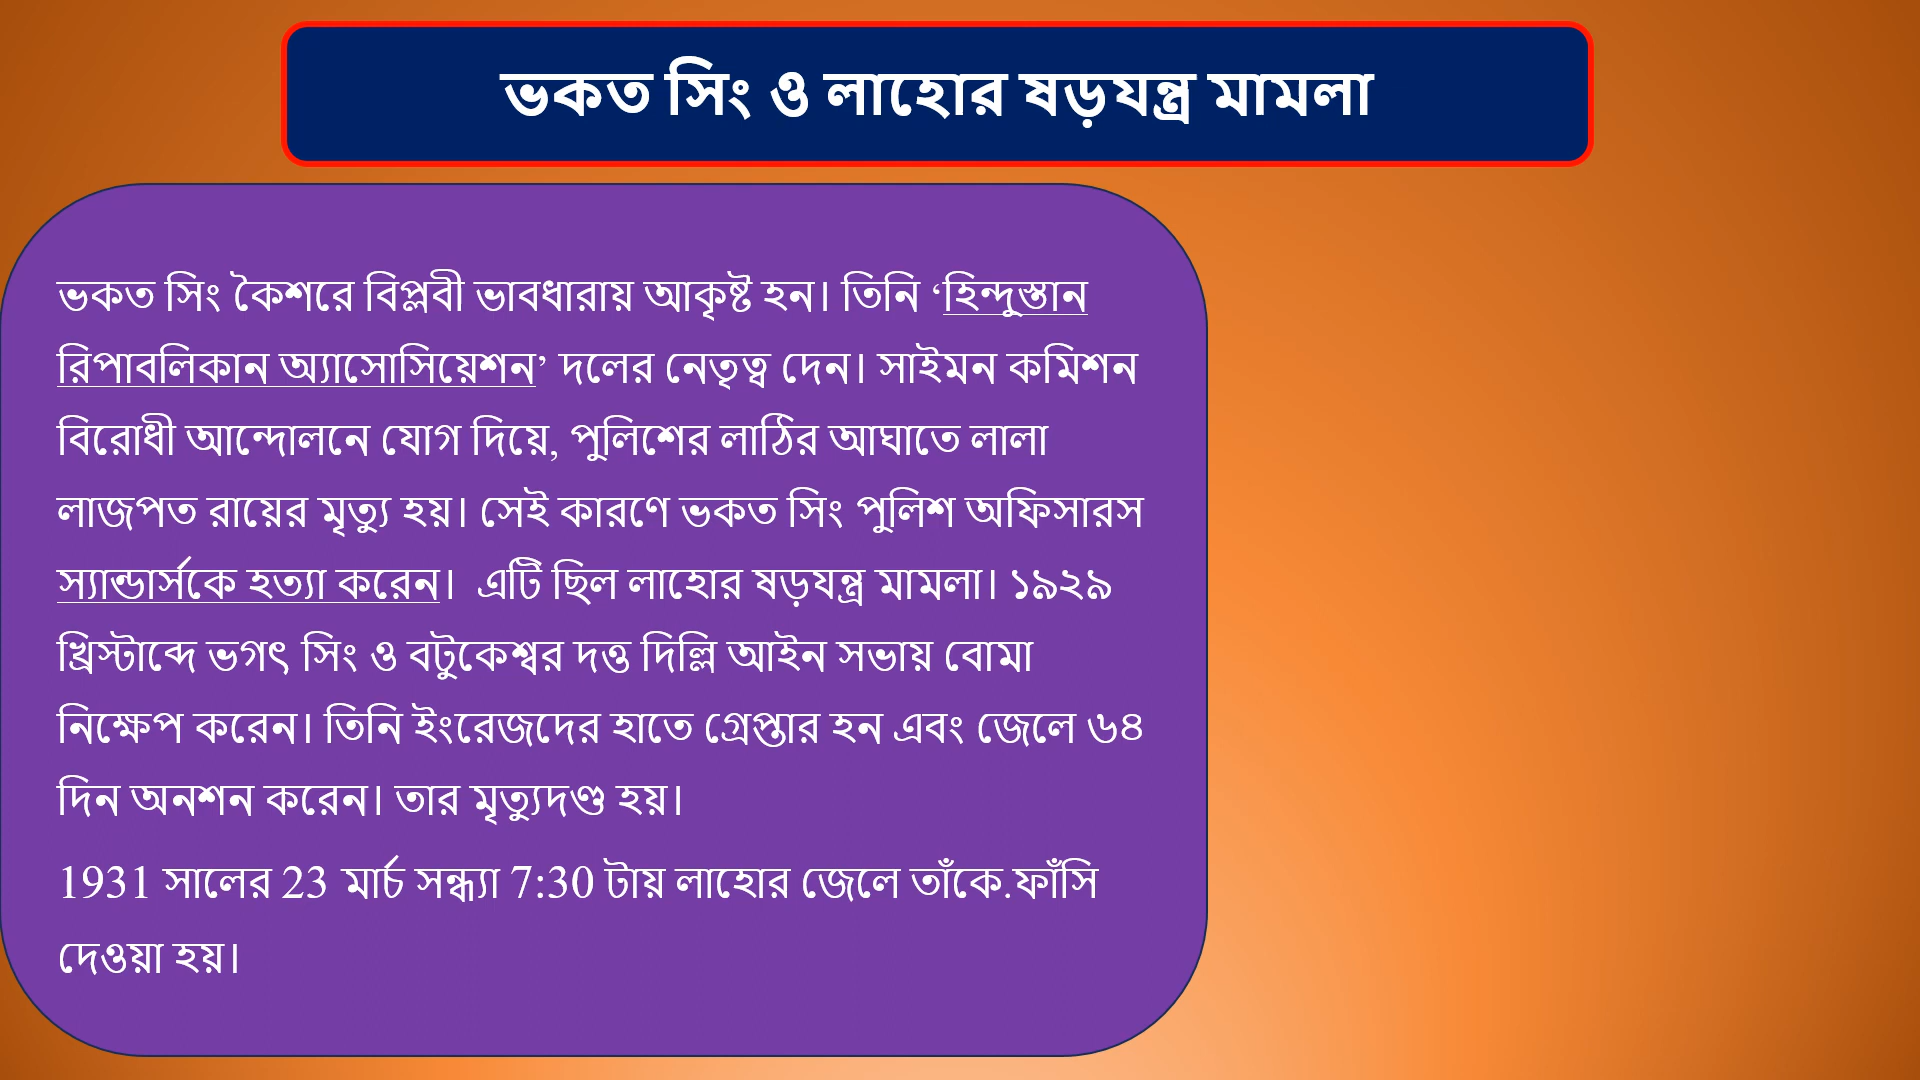 ভকত সিং ও লাহোর ষড়যন্ত্র মামলা
ভকত সিং কৈশরে বিপ্লবী ভাবধারায় আকৃষ্ট হন। তিনি ‘হিন্দুস্তান
রিপাবলিকান অ্যাসোসিয়েশন’ দলের নেতৃত্ব দেন। সাইমন কমিশন
বিরোধী আন্দোলনে যোগ দিয়ে, পুলিশের লাঠির আঘাতে লালা
লাজপত রায়ের মৃত্যু হয়। সেই কারণে ভকত সিং পুলিশ অফিসারস
স্যান্ডার্সকে হত্যা করেন।  এটি ছিল লাহোর ষড়যন্ত্র মামলা। ১৯২৯
খ্রিস্টাব্দে ভগৎ সিং ও বটুকেশ্বর দত্ত দিল্লি আইন সভায় বোমা
নিক্ষেপ করেন। তিনি ইংরেজদের হাতে গ্রেপ্তার হন এবং জেলে ৬৪
দিন অনশন করেন। তার মৃত্যুদণ্ড হয়।
1931 সালের 23 মার্চ সন্ধ্যা 7:30 টায় লাহোর জেলে তাঁকে.ফাঁসি
দেওয়া হয়।